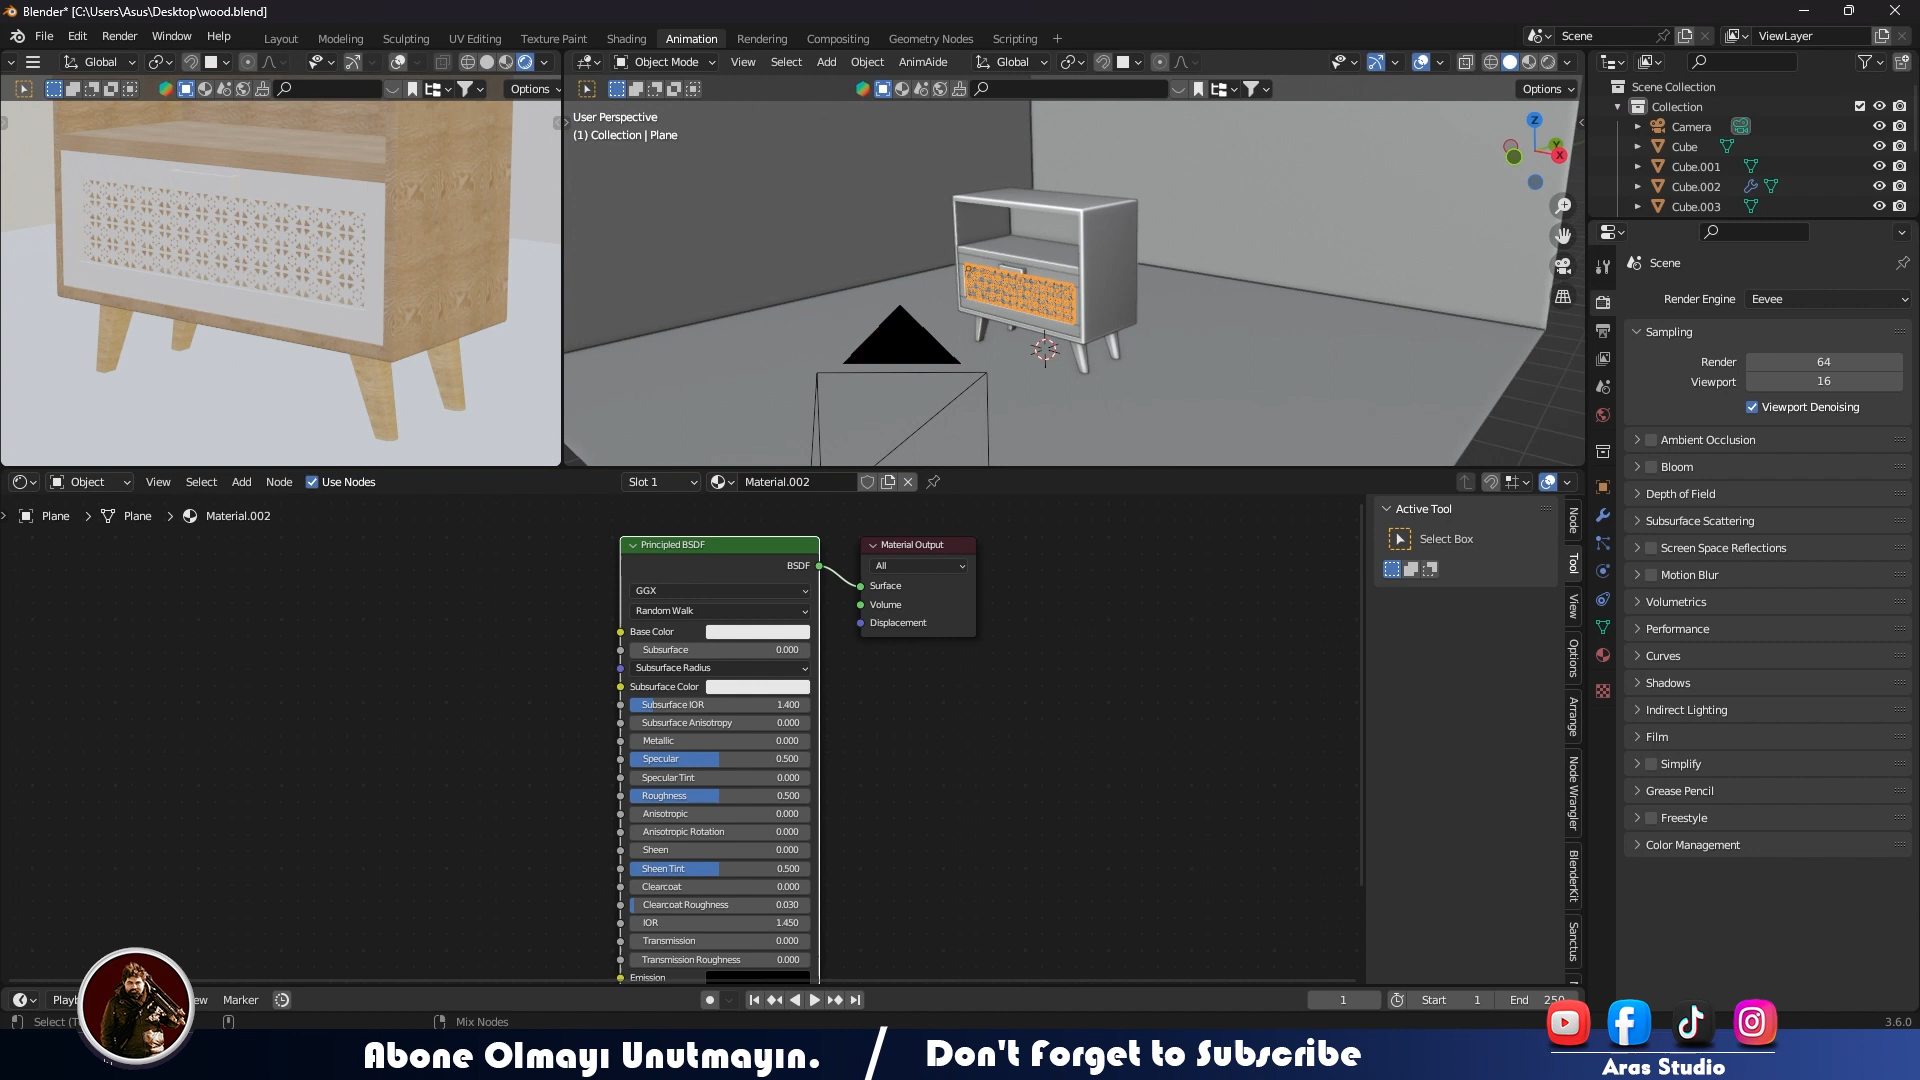 Blender* [C:\Users\Asus\Desktop\wood.blend]
File Edit Render Window Help Layout Modeling Sculpting UV Editing Texture Paint Shading Animation Rendering Compositing Geometry Nodes Scripting + Scene ViewLayer
Global Object Mode View Select Add Object AnimAide Global
Options Options
User Perspective
(1) Collection | Plane
Z
Y
X
Scene Collection
Collection
Camera
Cube
Cube.001
Cube.002
Cube.003
Scene
Render Engine Eevee
Sampling
Render 64
Viewport 16
Viewport Denoising
Ambient Occlusion
Bloom
Depth of Field
Subsurface Scattering
Screen Space Reflections
Motion Blur
Volumetrics
Performance
Curves
Shadows
Indirect Lighting
Film
Simplify
Grease Pencil
Freestyle
Color Management
Object View Select Add Node Use Nodes Slot 1 Material.002
Plane > Plane > Material.002
Active Tool
Select Box
Node
Tool
View
Options
Arrange
Node Wrangler
BlenderKit
Sanctus
Principled BSDF
BSDF
GGX
Random Walk
Base Color
Subsurface 0.000
Subsurface Radius
Subsurface Color
Subsurface IOR 1.400
Subsurface Anisotropy 0.000
Metallic 0.000
Specular 0.500
Specular Tint 0.000
Roughness 0.500
Anisotropic 0.000
Anisotropic Rotation 0.000
Sheen 0.000
Sheen Tint 0.500
Clearcoat 0.000
Clearcoat Roughness 0.030
IOR 1.450
Transmission 0.000
Transmission Roughness 0.000
Emission
Material Output
All
Surface
Volume
Displacement
Marker 1 Start 1 End 250
Mix Nodes 3.6.0
Abone Olmayı Unutmayın. / Don't Forget to Subscribe
Aras Studio